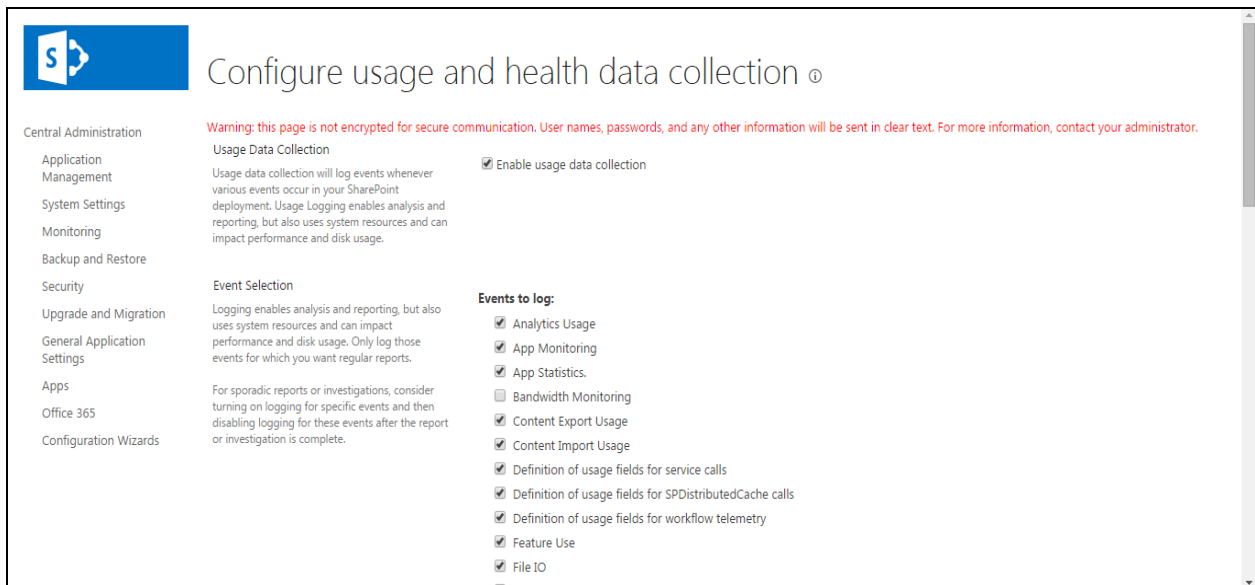 S
Configure usage and health data collection
Central Administration
Application
Management
System Settings
Monitoring
Backup and Restore
Security
Upgrade and Migration
General Application
Settings
Apps
Office 365
Configuration Wizards
Warning: this page is not encrypted for secure communication. User names, passwords, and any other information will be sent in clear text. For more information, contact your administrator.
Usage Data Collection
Usage data collection will log events whenever
various events occur in your SharePoint
deployment. Usage Logging enables analysis and
reporting, but also uses system resources and can
impact performance and disk usage.
Enable usage data collection
Event Selection
Logging enables analysis and reporting, but also
uses system resources and can impact
performance and disk usage. Only log those
events for which you want regular reports.
For sporadic reports or investigations, consider
turning on logging for specific events and then
disabling logging for these events after the report
or investigation is complete.
Events to log:
Analytics Usage
App Monitoring
App Statistics.
Bandwidth Monitoring
Content Export Usage
Content Import Usage
Definition of usage fields for service calls
Definition of usage fields for SPDistributedCache calls
Definition of usage fields for workflow telemetry
Feature Use
File IO